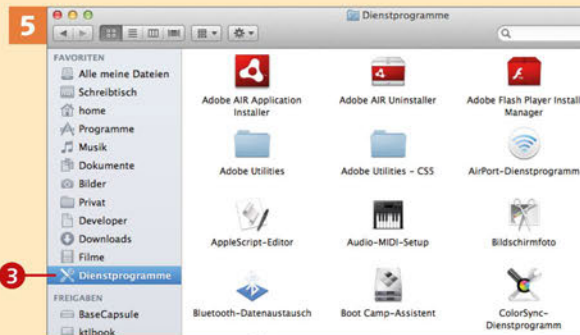 5
Dienstprogramme
FAVORITEN
Alle meine Dateien
Schreibtisch
home
Programme
Musik
Dokumente
Bilder
Privat
Developer
Downloads
Filme
3
Dienstprogramme
FREIGABEN
BaseCapsule
ktlbook
Adobe AIR Application
Installer
Adobe AIR Uninstaller
Adobe Flash Player Install
Manager
Adobe Utilities
Adobe Utilities – CS5
AirPort-Dienstprogramm
AppleScript-Editor
Audio-MIDI-Setup
Bildschirmfoto
Bluetooth-Datenaustausch
Boot Camp-Assistent
ColorSync-
Dienstprogramm